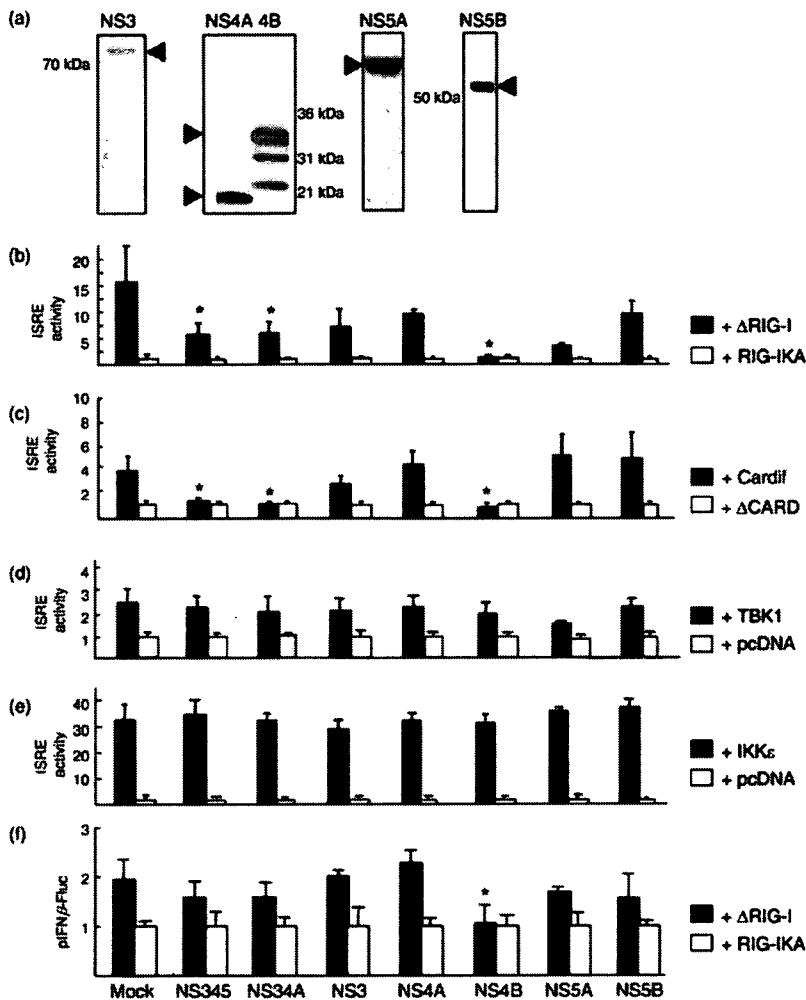 (a)
NS3 NS4A 4B NS5A NS5B
70 kDa
36 kDa
31 kDa
21 kDa
50 kDa
(b)
ISRE activity
20
15
10
5
+ ΔRIG-I
+ RIG-IKA
* * *
(c)
ISRE activity
10
8
6
4
2
+ Cardif
+ ΔCARD
* * *
(d)
ISRE activity
4
3
2
1
+ TBK1
+ pcDNA
(e)
ISRE activity
40
30
20
10
+ IKKε
+ pcDNA
(f)
pIFNβ-Fluc
3
2
1
+ ΔRIG-I
+ RIG-IKA
*
Mock NS345 NS34A NS3 NS4A NS4B NS5A NS5B